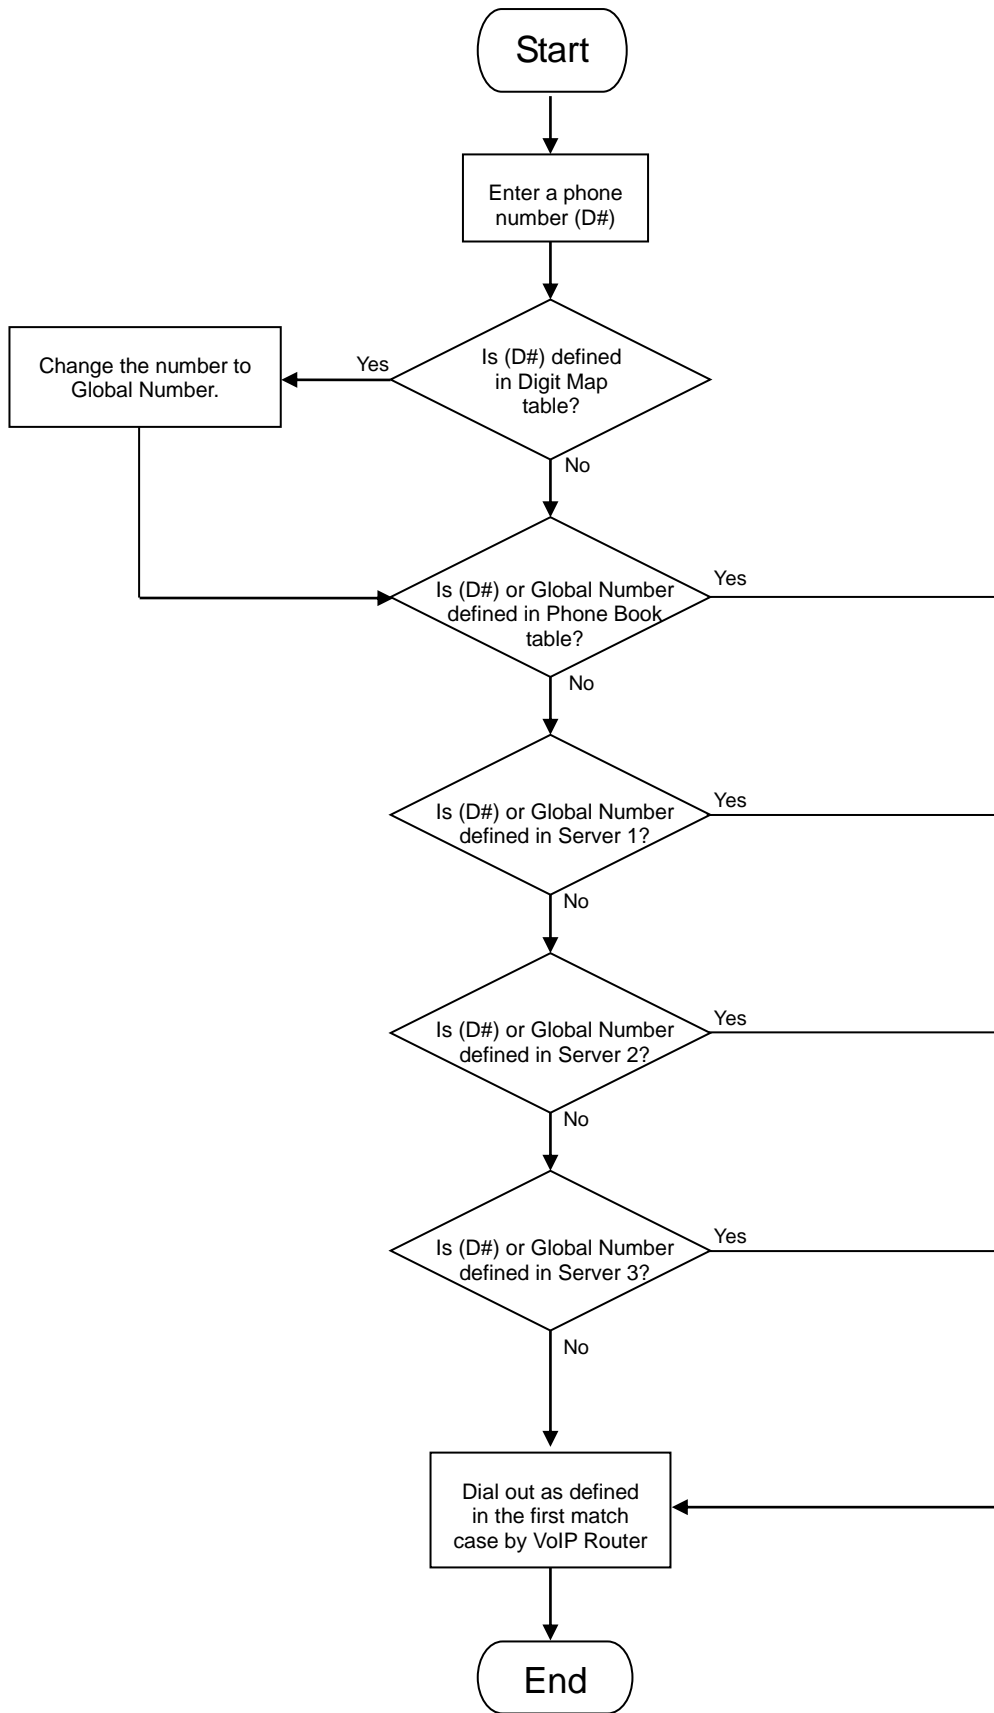 Start
Enter a phone
number (D#)
Is (D#) defined
in Digit Map
table?
Yes
Change the number to
Global Number.
No
Is (D#) or Global Number
defined in Phone Book
table?
Yes
No
Is (D#) or Global Number
defined in Server 1?
Yes
No
Is (D#) or Global Number
defined in Server 2?
Yes
No
Is (D#) or Global Number
defined in Server 3?
Yes
No
Dial out as defined
in the first match
case by VoIP Router
End